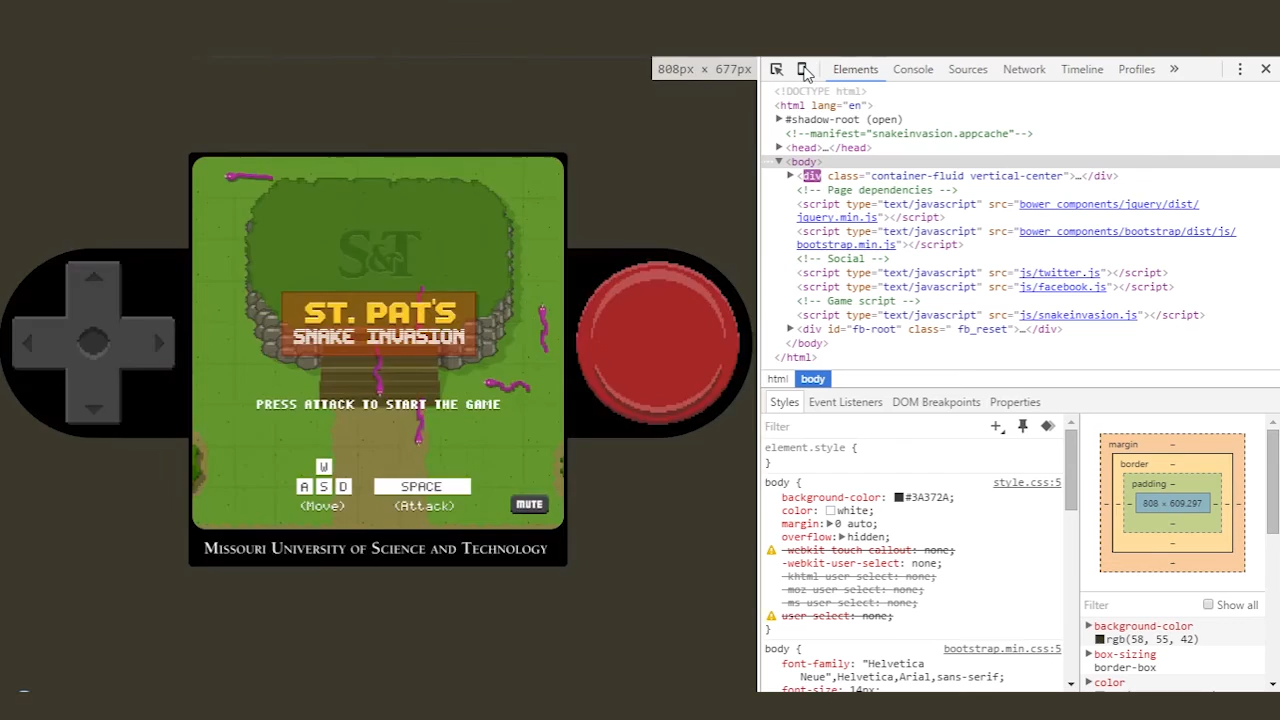 808px × 677px
S&T
ST. PAT'S
SNAKE INVASION
PRESS ATTACK TO START THE GAME
W
A S D SPACE
(Move) (Attack)
MUTE
MISSOURI UNIVERSITY OF SCIENCE AND TECHNOLOGY
Elements Console Sources Network Timeline Profiles »
<!DOCTYPE html>
<html lang="en">
#shadow-root (open)
<!--manifest="snakeinvasion.appcache"-->
<head>…</head>
<body>
<div class="container-fluid vertical-center">…</div>
<!-- Page dependencies -->
<script type="text/javascript" src="bower_components/jquery/dist/
jquery.min.js"></script>
<script type="text/javascript" src="bower_components/bootstrap/dist/js/
bootstrap.min.js"></script>
<!-- Social -->
<script type="text/javascript" src="js/twitter.js"></script>
<script type="text/javascript" src="js/facebook.js"></script>
<!-- Game script -->
<script type="text/javascript" src="js/snakeinvasion.js"></script>
<div id="fb-root" class=" fb_reset">…</div>
</body>
</html>
html body
Styles Event Listeners DOM Breakpoints Properties
Filter
element.style {
}
body { style.css:5
background-color: #3A372A;
color: white;
margin: 0 auto;
overflow: hidden;
-webkit-touch-callout: none;
-webkit-user-select: none;
-khtml-user-select: none;
-moz-user-select: none;
-ms-user-select: none;
user-select: none;
}
body { bootstrap.min.css:5
font-family: "Helvetica
Neue",Helvetica,Arial,sans-serif;
font-size: 14px;
margin –
border –
padding –
– – – 808 × 609.297 – – –
–
–
–
Filter Show all
background-color
rgb(58, 55, 42)
box-sizing
border-box
color